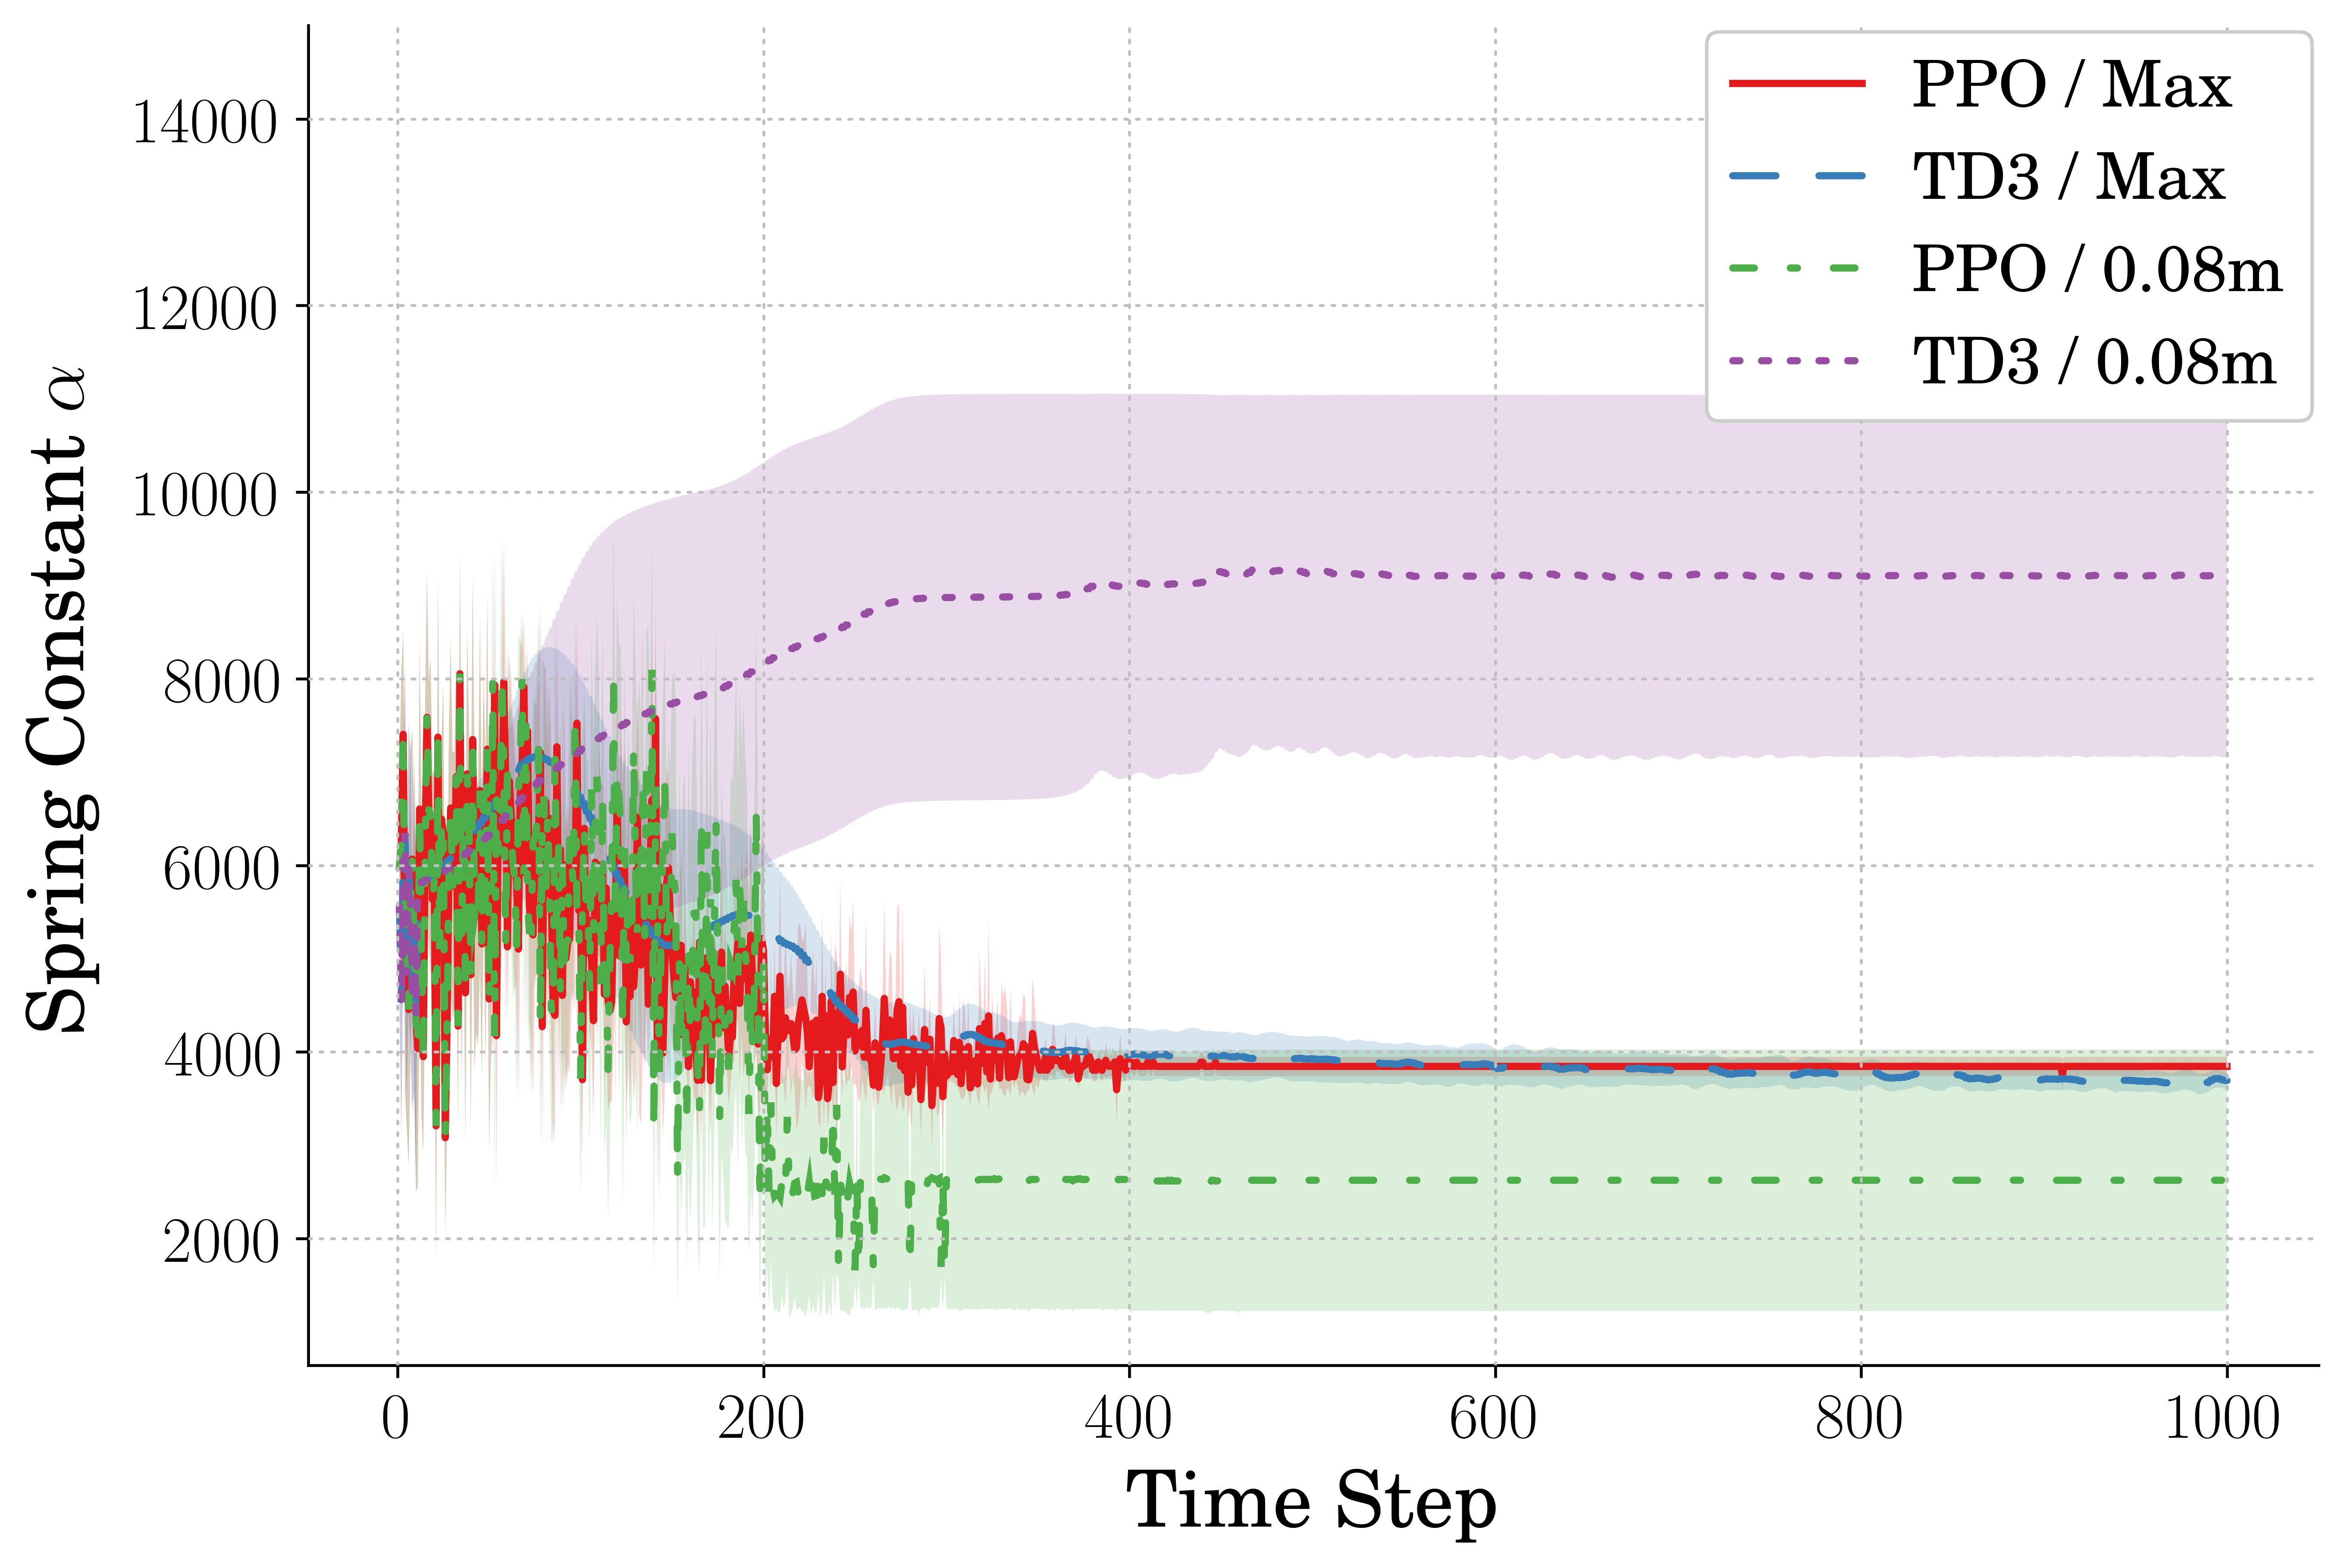 PPO / Max
TD3 / Max
PPO / 0.08m
TD3 / 0.08m
14000
12000
10000
8000
6000
4000
2000
Spring Constant α
0 200 400 600 800 1000
Time Step